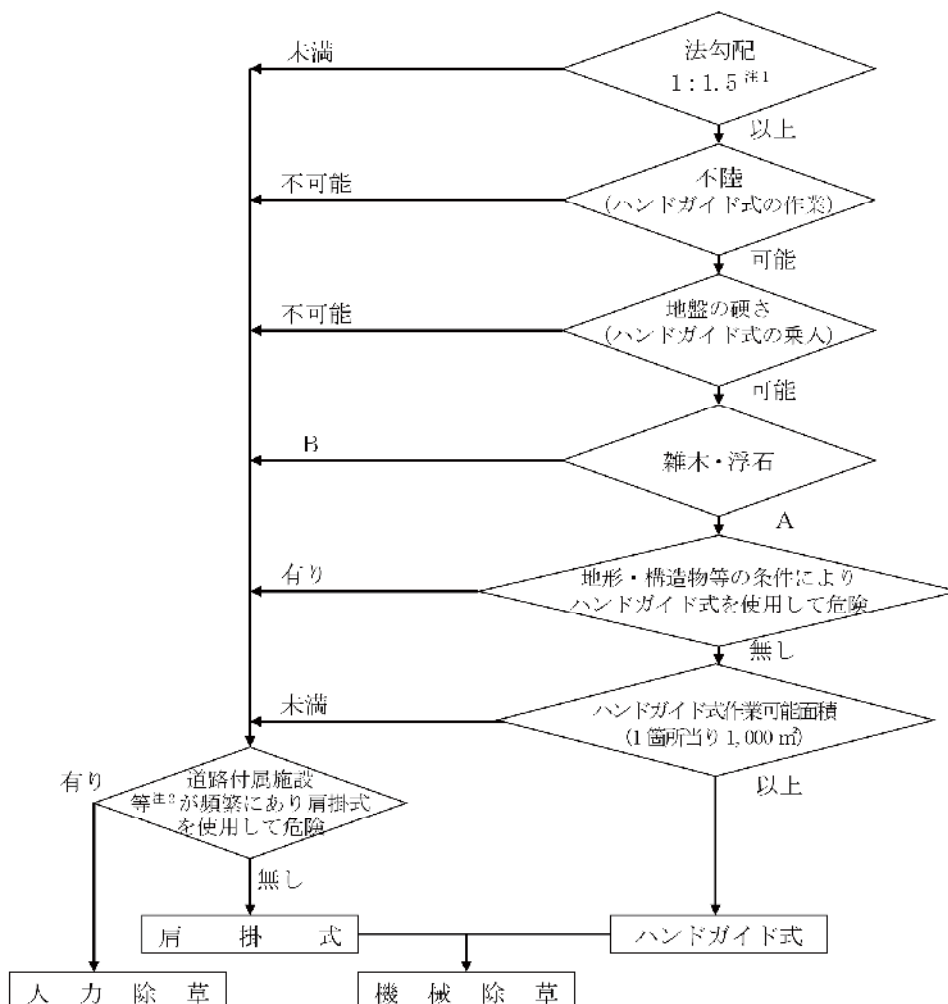 未満
法勾配
1:1.5 注1
以上
不可能
不陸
(ハンドガイド式の作業)
可能
不可能
地盤の硬さ
(ハンドガイド式の乗入)
可能
B
雑木・浮石
A
有り
地形・構造物等の条件により
ハンドガイド式を使用して危険
無し
未満
ハンドガイド式作業可能面積
(1箇所当り1,000㎡)
以上
有り
道路付属施設
等注2が頻繁にあり肩掛式
を使用して危険
無し
肩掛式
ハンドガイド式
人力除草
機械除草